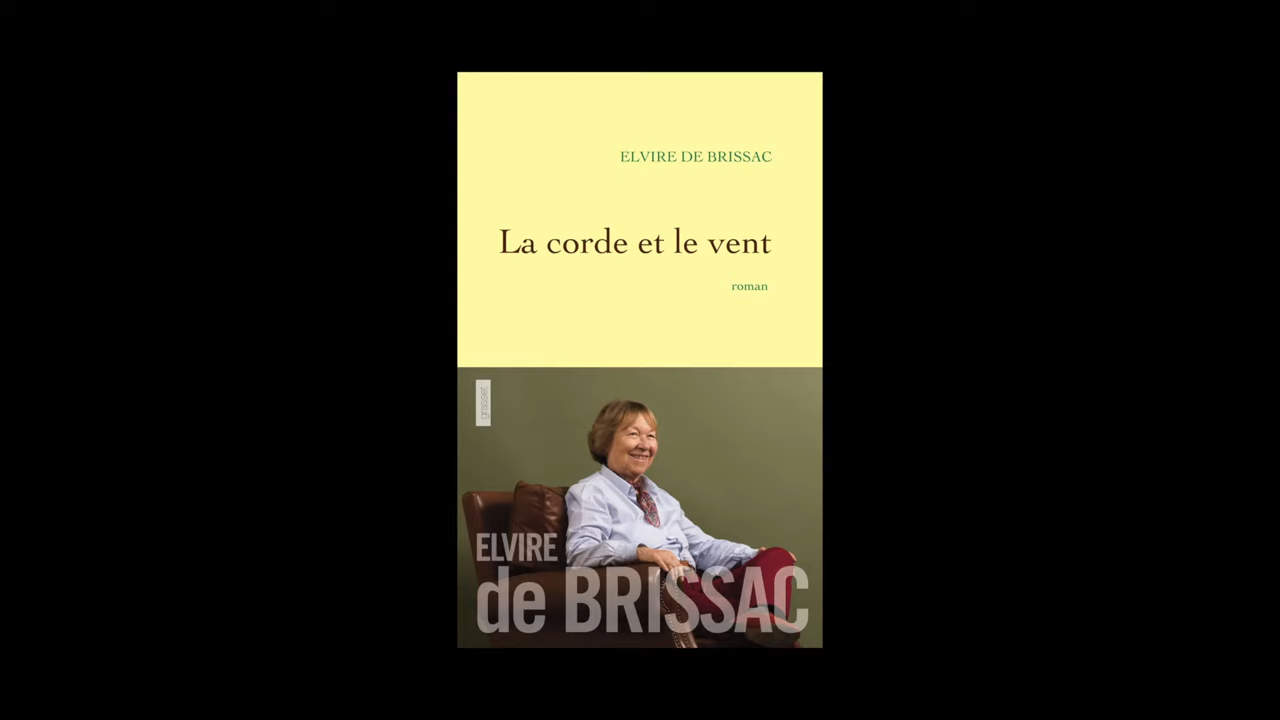 ELVIRE DE BRISSAC
La corde et le vent
roman
grasset
ELVIRE
de BRISSAC